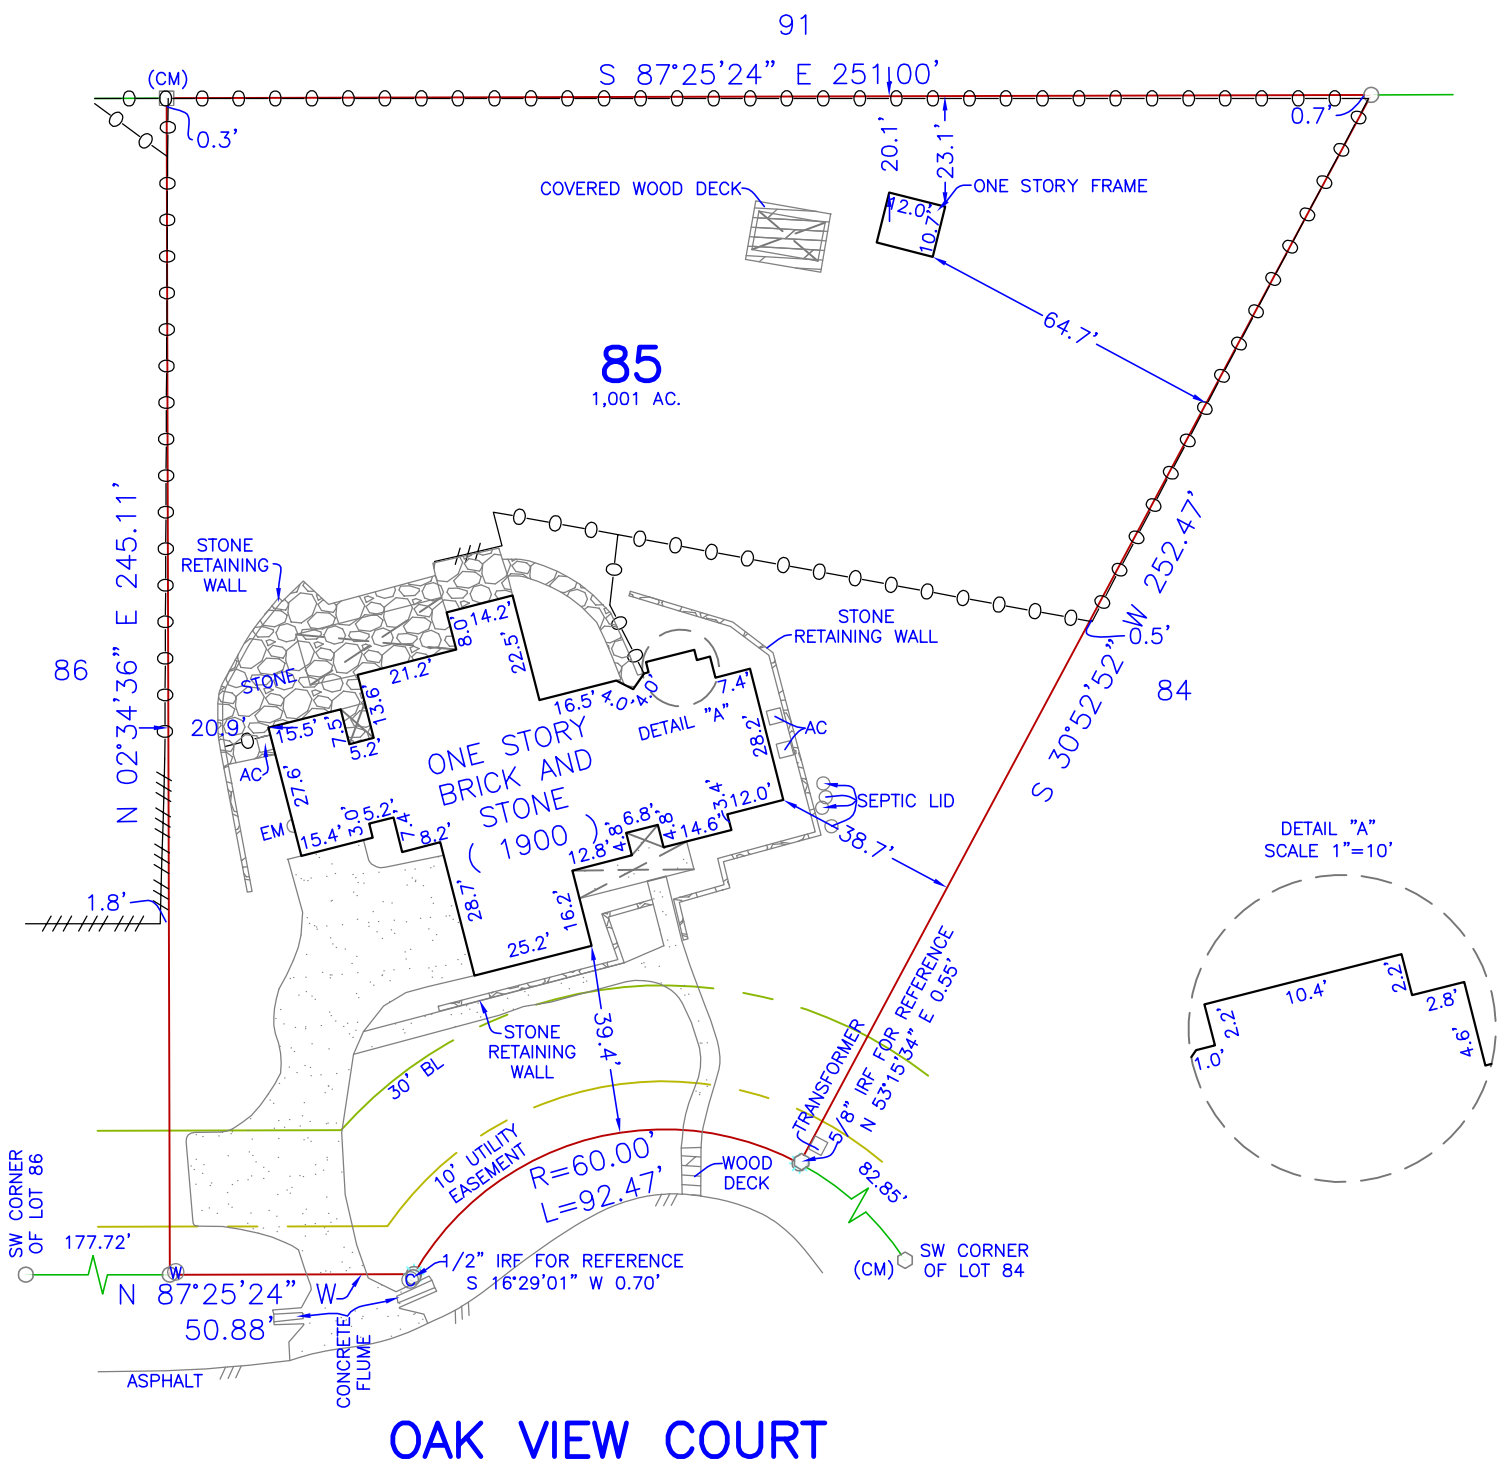 91
S 87°25'24" E 251.00'
(CM)
0.3'
0.7'
20.1'
23.1'
COVERED WOOD DECK
ONE STORY FRAME
12.0'
10.7'
64.7'
85
1,001 AC.
N 02°34'36" E 245.11'
S 30°52'52" W 252.47'
STONE
RETAINING
WALL
STONE
RETAINING WALL
0.5'
86
84
STONE
20.9'
14.2'
8.0'
22.5'
21.2'
13.6'
16.5'
4.0'
4.0'
7.4'
DETAIL "A"
15.5'
7.5'
5.2'
28.2'
AC
AC
27.6'
EM
ONE STORY
BRICK AND
STONE
( 1900 )
15.4'
3.0'
5.2'
7.4'
8.2'
12.8'
4.8'
6.8'
4.8'
14.6'
3.4'
12.0'
SEPTIC LID
38.7'
28.7'
16.2'
25.2'
1.8'
39.4'
DETAIL "A"
SCALE 1"=10'
10.4'
2.2'
2.2'
2.8'
4.6'
1.0'
STONE
RETAINING
WALL
30' BL
10' UTILITY
EASEMENT
R=60.00'
L=92.47'
WOOD
DECK
TRANSFORMER
5/8" IRF FOR REFERENCE
N 53°15'34" E 0.55'
82.85'
SW CORNER
OF LOT 86
177.72'
W
C
N 87°25'24" W
50.88'
1/2" IRF FOR REFERENCE
S 16°29'01" W 0.70'
(CM)
SW CORNER
OF LOT 84
CONCRETE
FLUME
ASPHALT
OAK VIEW COURT